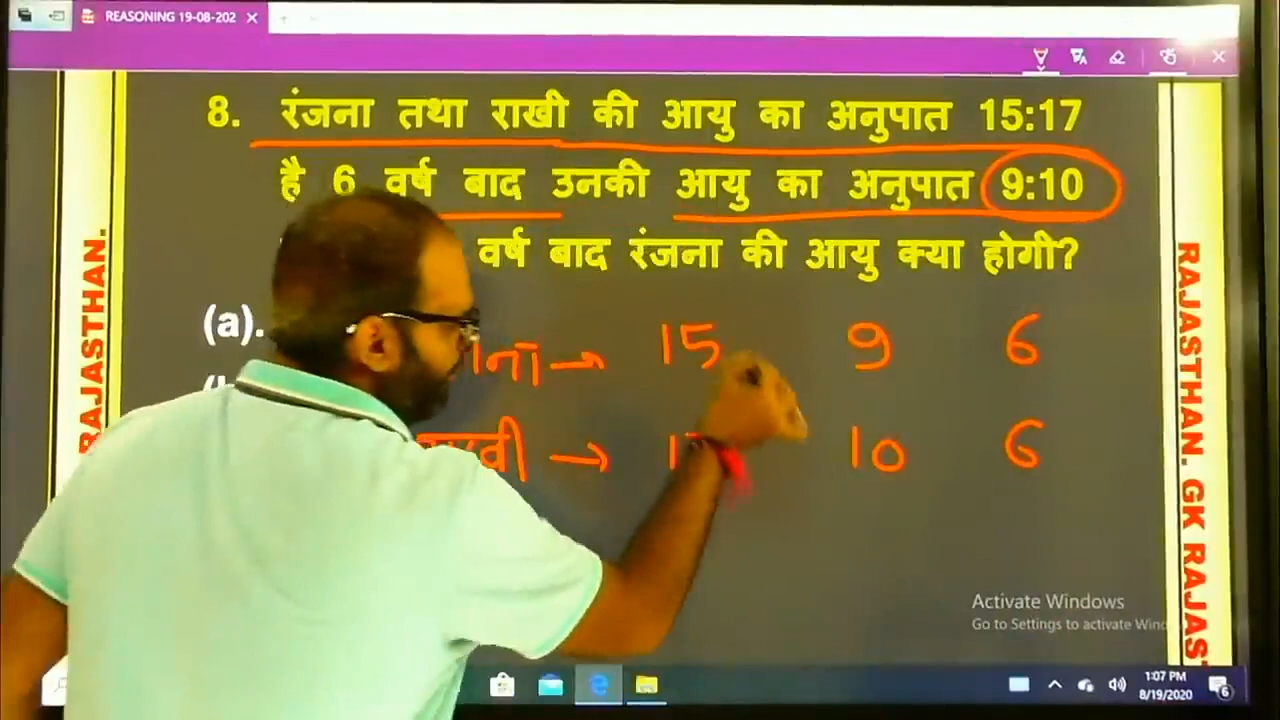 REASONING 19-08-202
8. रंजना तथा राखी की आयु का अनुपात 15:17
है 6 वर्ष बाद उनकी आयु का अनुपात 9:10
वर्ष बाद रंजना की आयु क्या होगी?
(a).
→ 15 9 6
→ 10 6
RAJASTHAN.
RAJASTHAN. GK RAJAS
Activate Windows
Go to Settings to activate
1:07 PM
8/19/2020
6